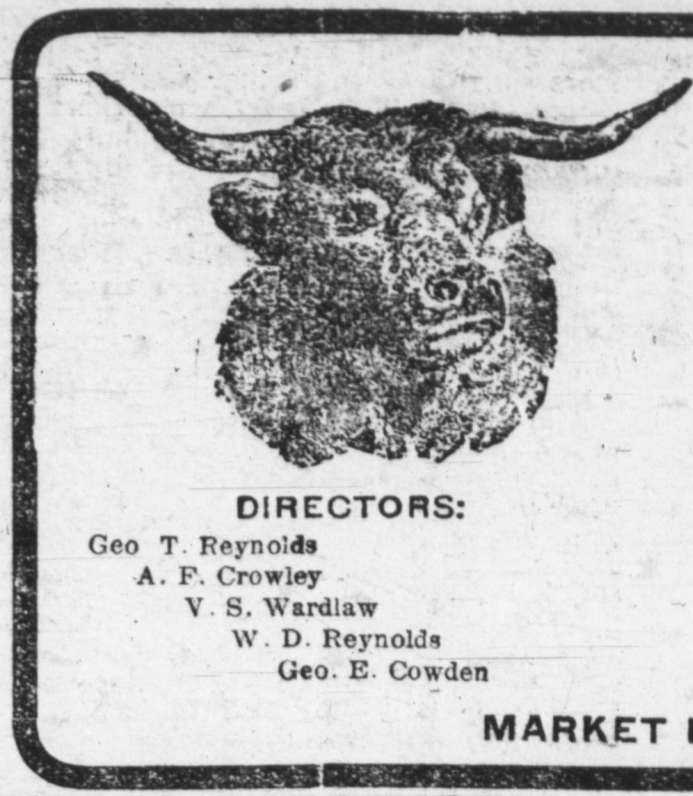 DIRECTORS:
Geo T. Reynolds
A. F. Crowley
V. S. Wardlaw
W. D. Reynolds
Geo. E. Cowden
MARKET